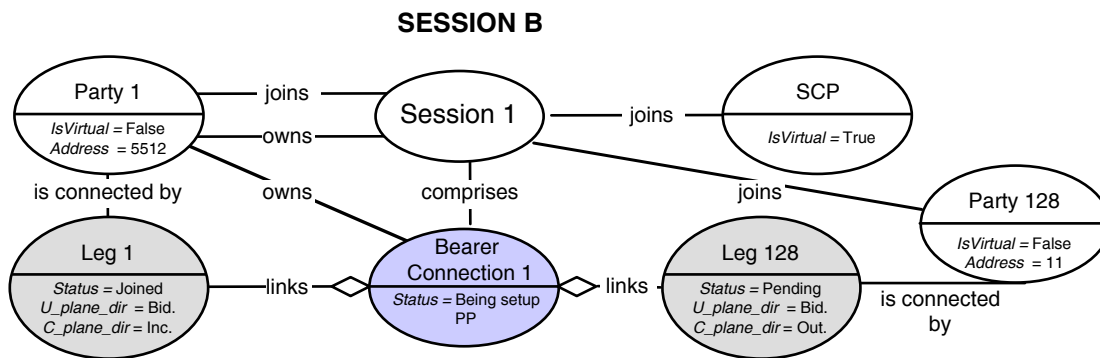 SESSION B
Party 1
IsVirtual = False
Address = 5512
joins
owns
Session 1
joins
SCP
IsVirtual = True
is connected by
owns
comprises
joins
Party 128
IsVirtual = False
Address = 11
Leg 1
Status = Joined
U_plane_dir = Bid.
C_plane_dir = Inc.
links
Bearer
Connection 1
Status = Being setup
PP
links
Leg 128
Status = Pending
U_plane_dir = Bid.
C_plane_dir = Out.
is connected
by